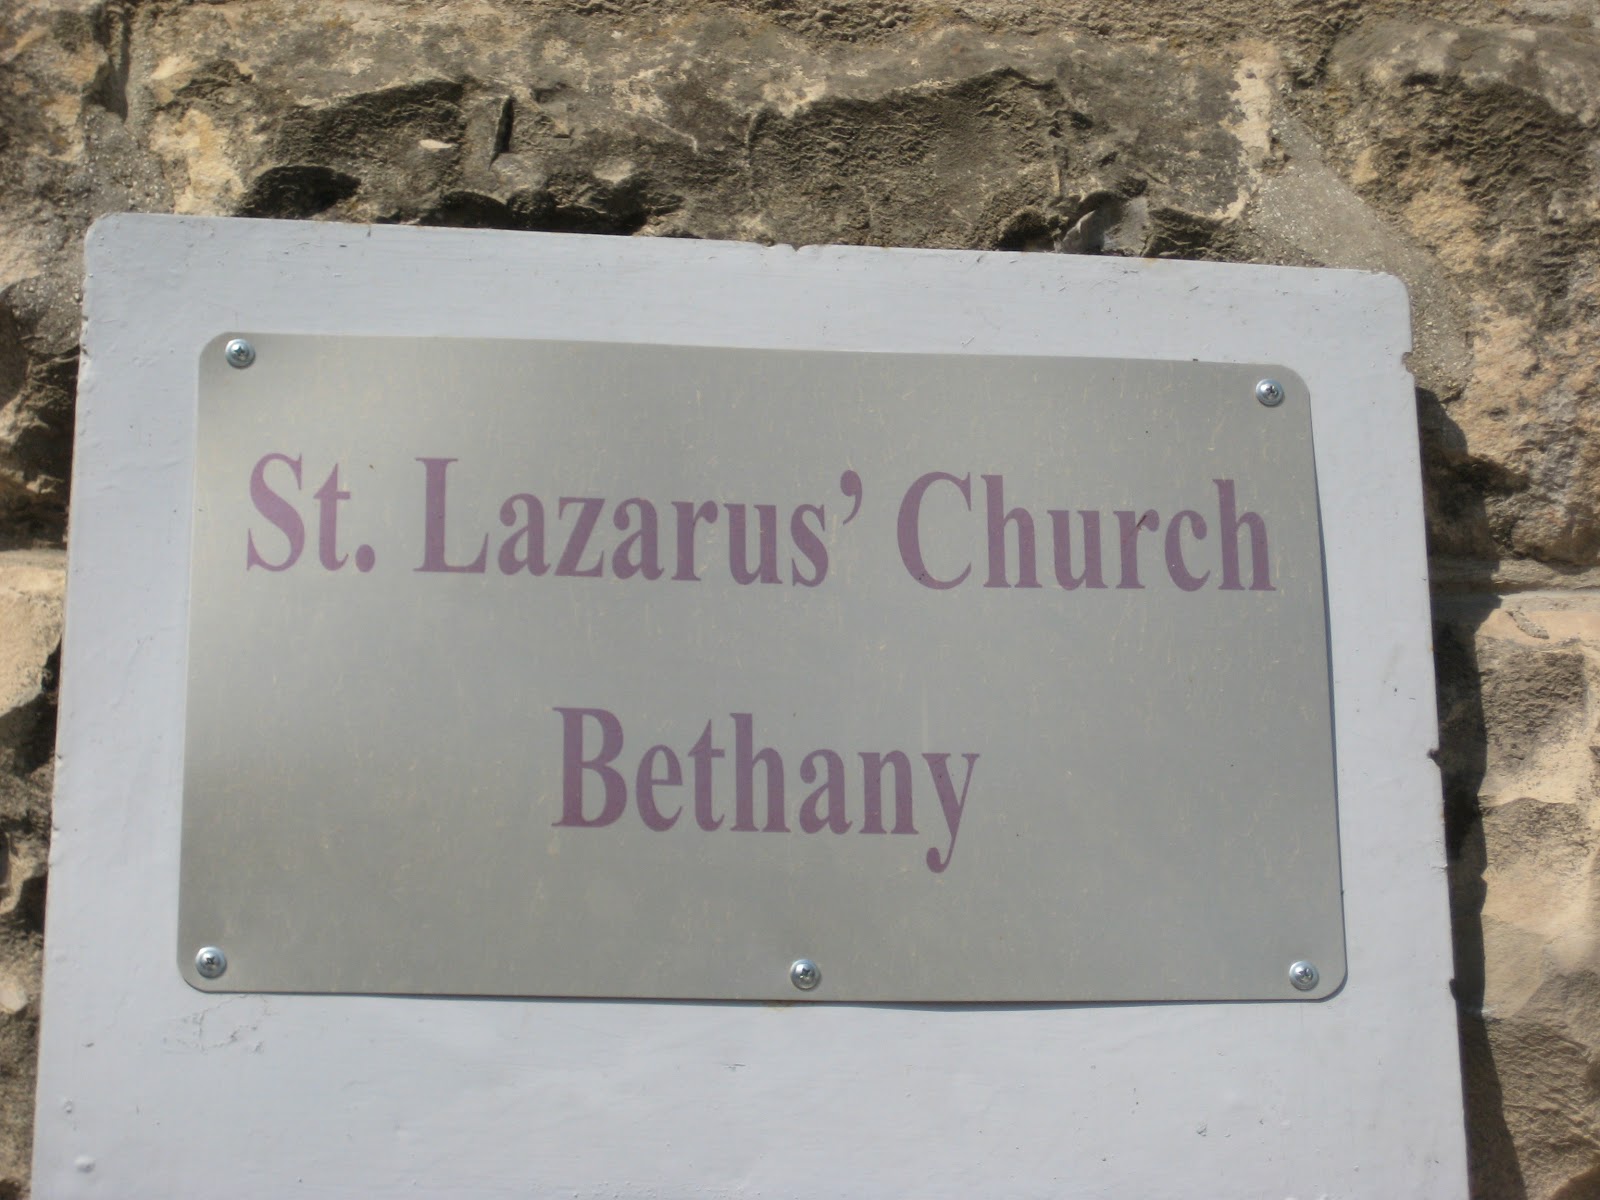 St. Lazarus’ Church
Bethany